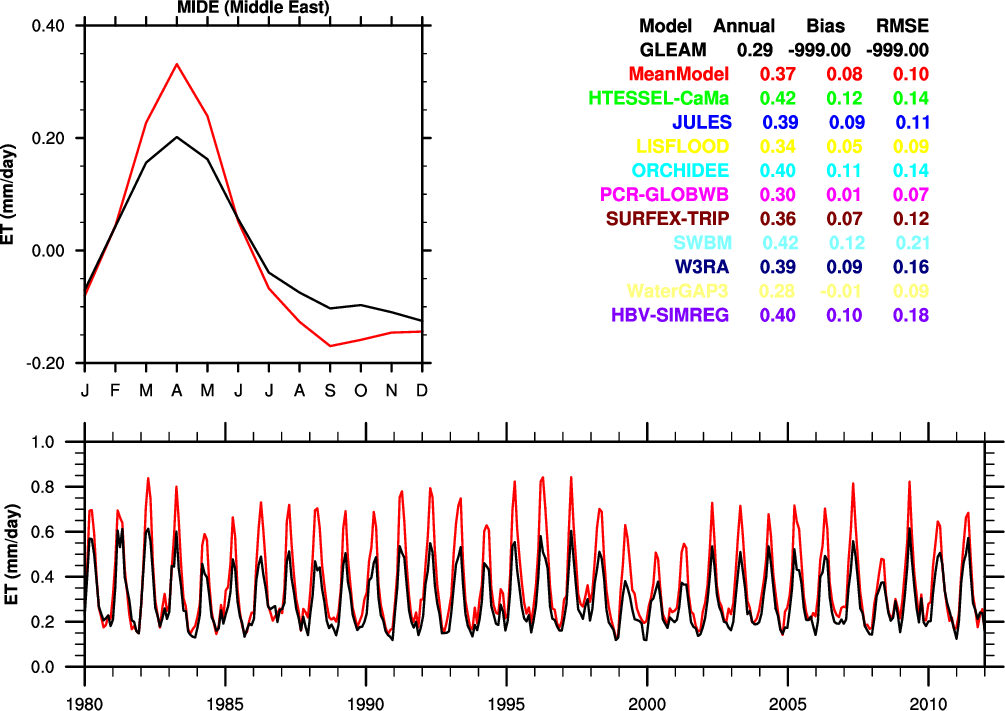 MIDE (Middle East)
0.40
0.20
0.00
-0.20
ET (mm/day)
J F M A M J J A S O N D
Model Annual Bias RMSE
GLEAM 0.29 -999.00 -999.00
MeanModel 0.37 0.08 0.10
HTESSEL-CaMa 0.42 0.12 0.14
JULES 0.39 0.09 0.11
LISFLOOD 0.34 0.05 0.09
ORCHIDEE 0.40 0.11 0.14
PCR-GLOBWB 0.30 0.01 0.07
SURFEX-TRIP 0.36 0.07 0.12
SWBM 0.42 0.12 0.21
W3RA 0.39 0.09 0.16
WaterGAP3 0.28 -0.01 0.09
HBV-SIMREG 0.40 0.10 0.18
1.0
0.8
0.6
0.4
0.2
0.0
ET (mm/day)
1980 1985 1990 1995 2000 2005 2010